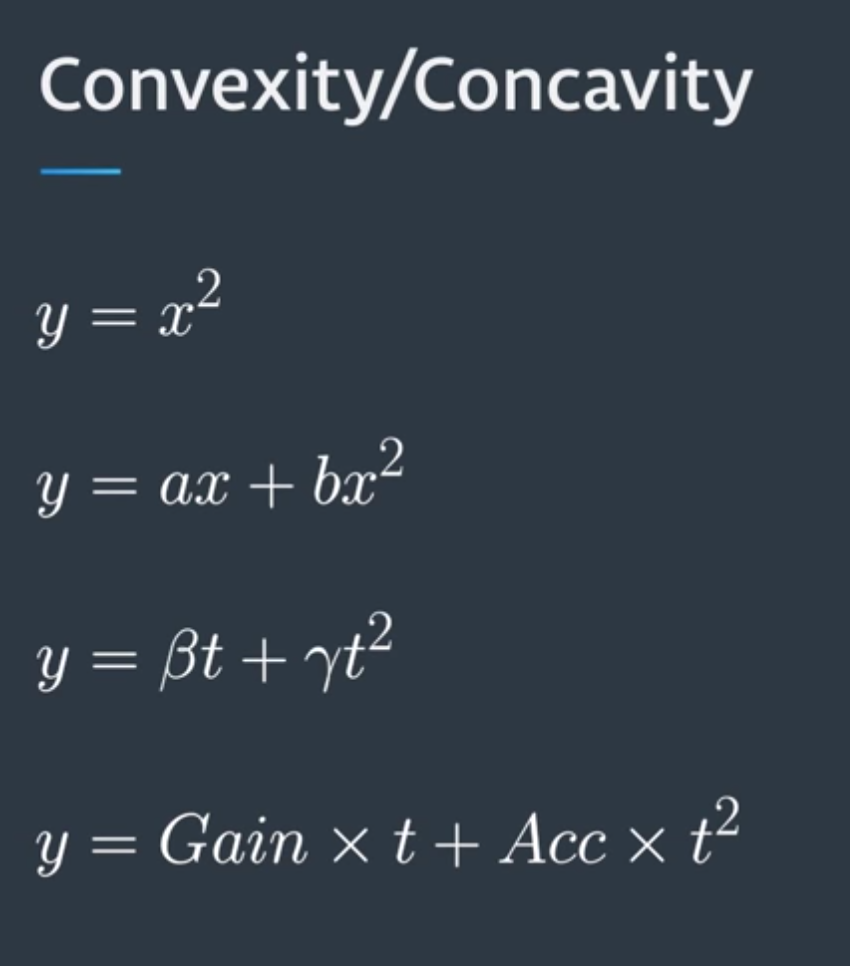 Convexity/Concavity
y = x²
y = ax + bx²
y = βt + γt²
y = Gain × t + Acc × t²